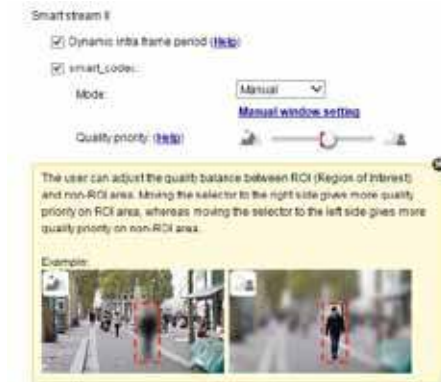 Smart stream II
Dynamic intra frame period (Help)
smart_codec:
Mode: Manual
Manual window setting
Quality priority: (Help)
The user can adjust the quality balance between ROI (Region of Interest)
and non-ROI area. Moving the selector to the right side gives more quality
priority on ROI area, whereas moving the selector to the left side gives more
quality priority on non-ROI area.
Example: